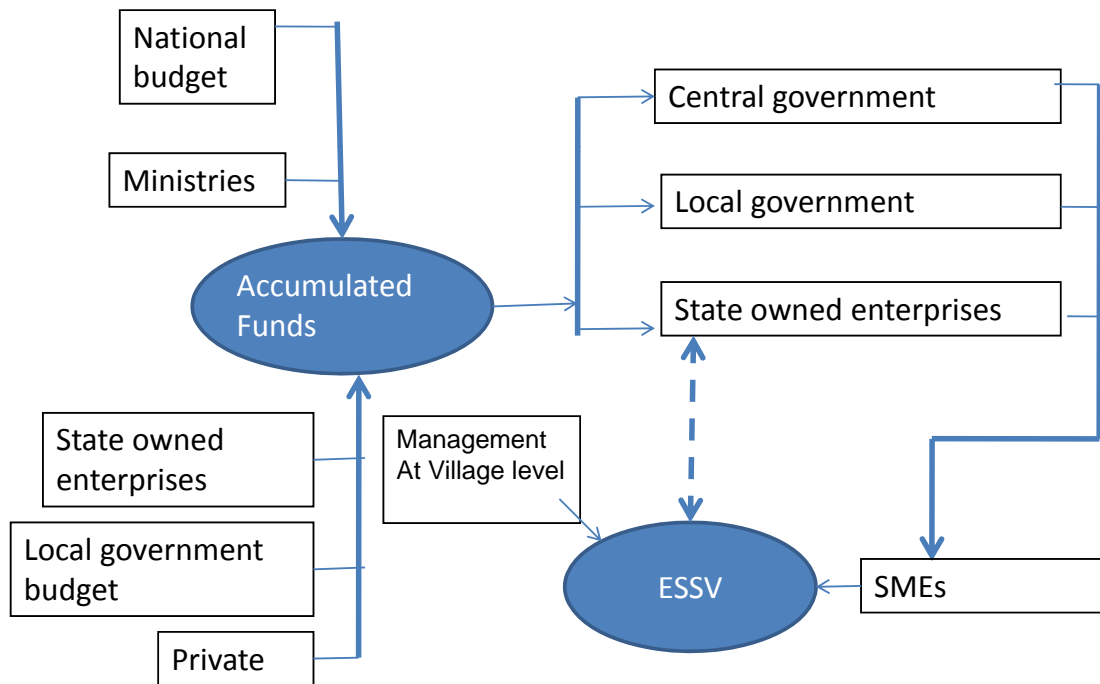 National
budget
Ministries
Accumulated
Funds
State owned
enterprises
Local government
budget
Private
Central government
Local government
State owned enterprises
Management
At Village level
ESSV
SMEs